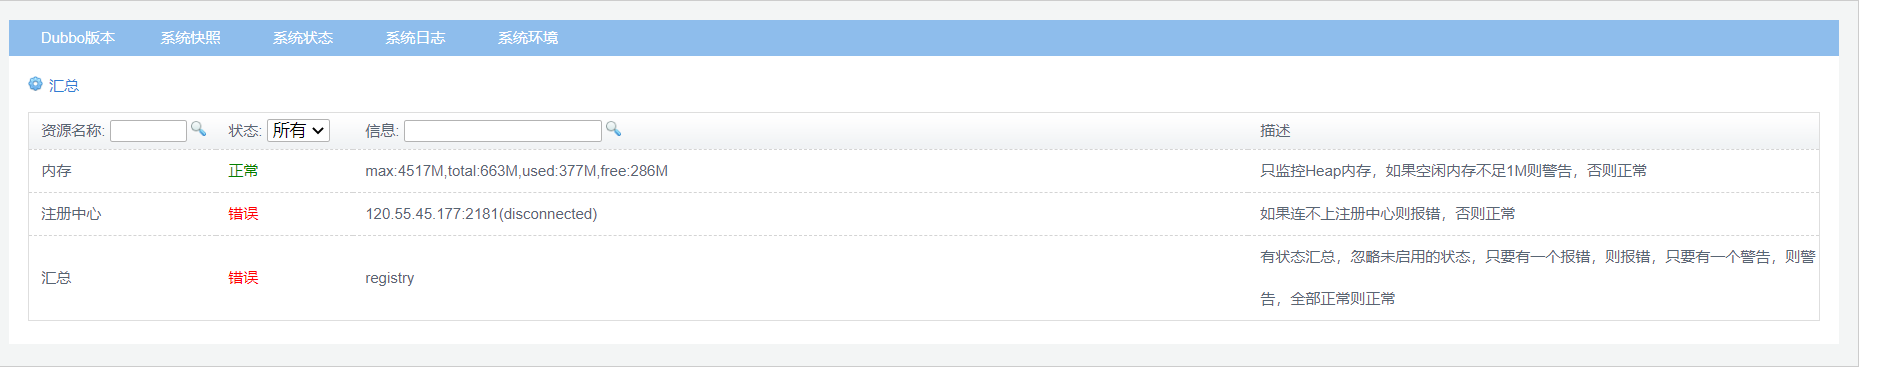 Dubbo版本 系统快照 系统状态 系统日志 系统环境
汇总
资源名称: 状态: 所有 信息: 描述
内存 正常 max:4517M,total:663M,used:377M,free:286M 只监控Heap内存，如果空闲内存不足1M则警告，否则正常
注册中心 错误 120.55.45.177:2181(disconnected) 如果连不上注册中心则报错，否则正常
汇总 错误 registry 有状态汇总，忽略未启用的状态，只要有一个报错，则报错，只要有一个警告，则警
告，全部正常则正常